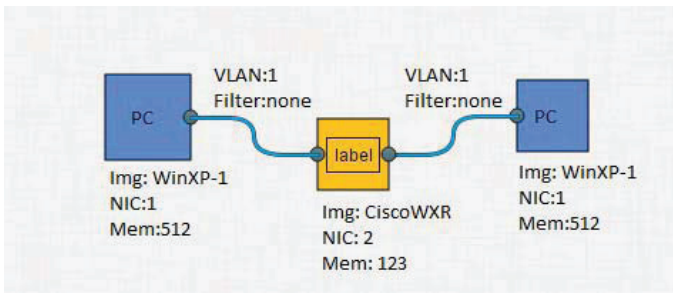 VLAN:1
Filter:none
VLAN:1
Filter:none
PC
label
PC
Img: WinXP-1
NIC:1
Mem:512
Img: CiscoWXR
NIC: 2
Mem: 123
Img: WinXP-1
NIC:1
Mem:512